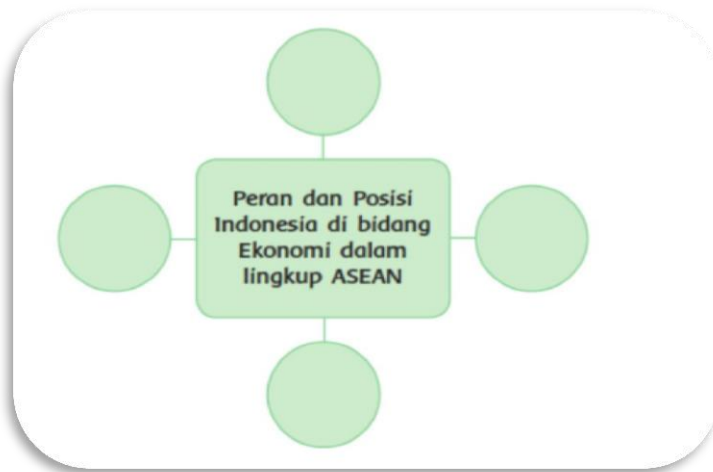 Peran dan Posisi
Indonesia di bidang
Ekonomi dalam
lingkup ASEAN